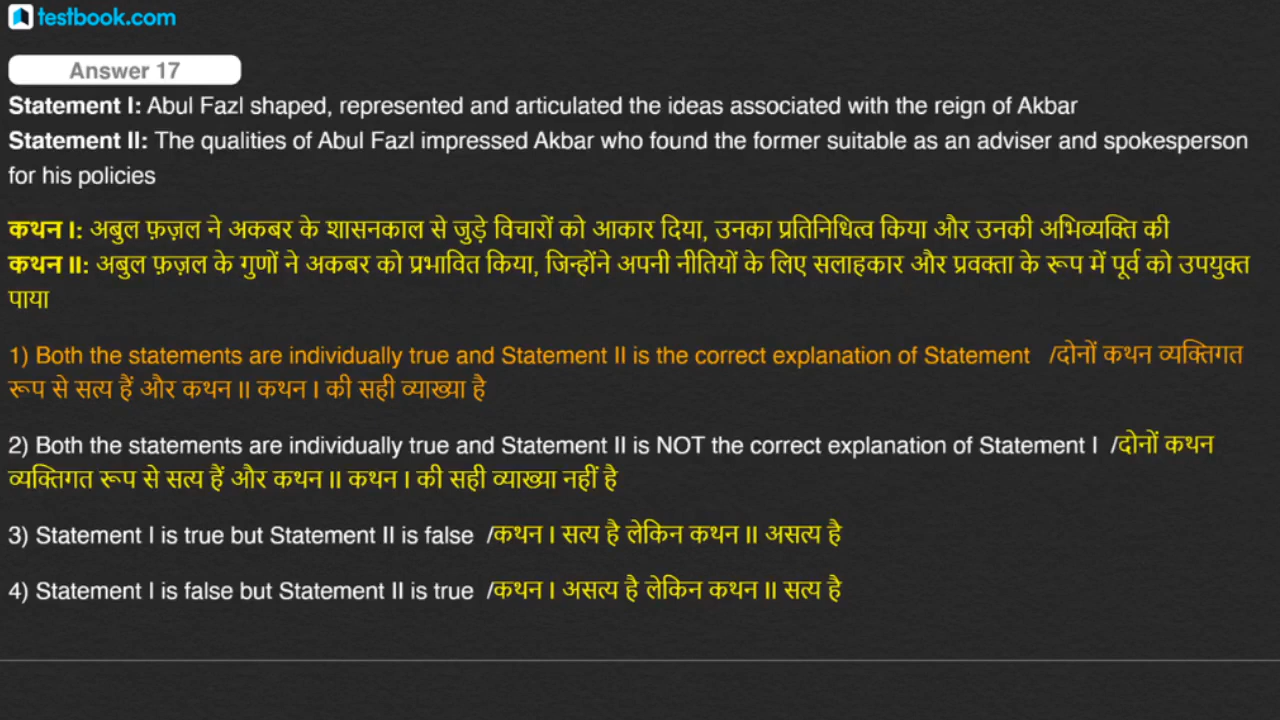 testbook.com
Answer 17
Statement I: Abul Fazl shaped, represented and articulated the ideas associated with the reign of Akbar
Statement II: The qualities of Abul Fazl impressed Akbar who found the former suitable as an adviser and spokesperson
for his policies
कथन I: अबुल फ़ज़ल ने अकबर के शासनकाल से जुड़े विचारों को आकार दिया, उनका प्रतिनिधित्व किया और उनकी अभिव्यक्ति की
कथन II: अबुल फ़ज़ल के गुणों ने अकबर को प्रभावित किया, जिन्होंने अपनी नीतियों के लिए सलाहकार और प्रवक्ता के रूप में पूर्व को उपयुक्त
पाया
1) Both the statements are individually true and Statement II is the correct explanation of Statement /दोनों कथन व्यक्तिगत
रूप से सत्य हैं और कथन II कथन I की सही व्याख्या है
2) Both the statements are individually true and Statement II is NOT the correct explanation of Statement I /दोनों कथन
व्यक्तिगत रूप से सत्य हैं और कथन II कथन I की सही व्याख्या नहीं है
3) Statement I is true but Statement II is false /कथन I सत्य है लेकिन कथन II असत्य है
4) Statement I is false but Statement II is true /कथन I असत्य है लेकिन कथन II सत्य है